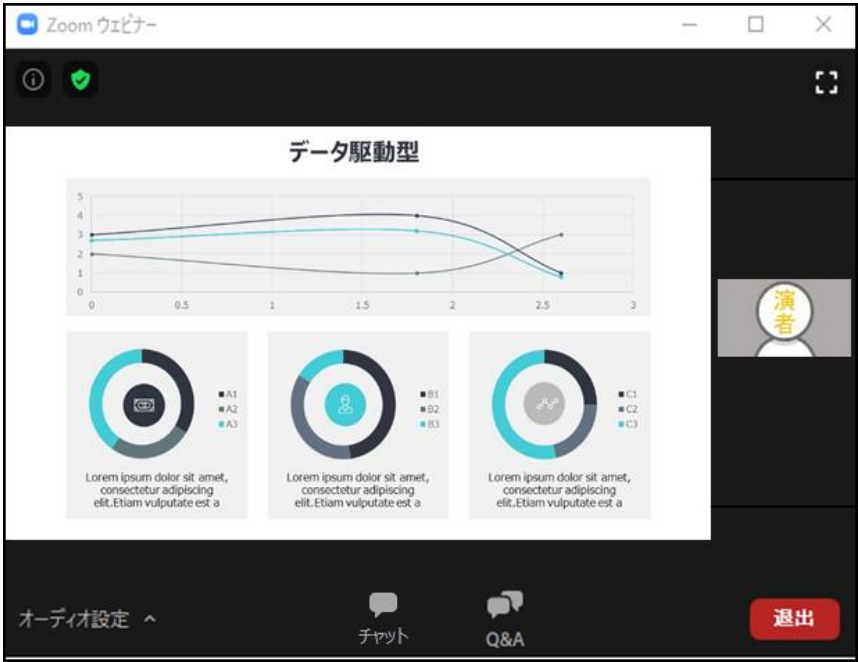 Zoom ウェビナー
データ駆動型
5
4
3
2
1
0
0 0.5 1 1.5 2 2.5 3
A1
A2
A3
Lorem ipsum dolor sit amet,
consectetur adipiscing
elit.Etiam vulputate est a
B1
B2
B3
Lorem ipsum dolor sit amet,
consectetur adipiscing
elit.Etiam vulputate est a
C1
C2
C3
Lorem ipsum dolor sit amet,
consectetur adipiscing
elit.Etiam vulputate est a
演者
オーディオ設定
チャット
Q&A
退出